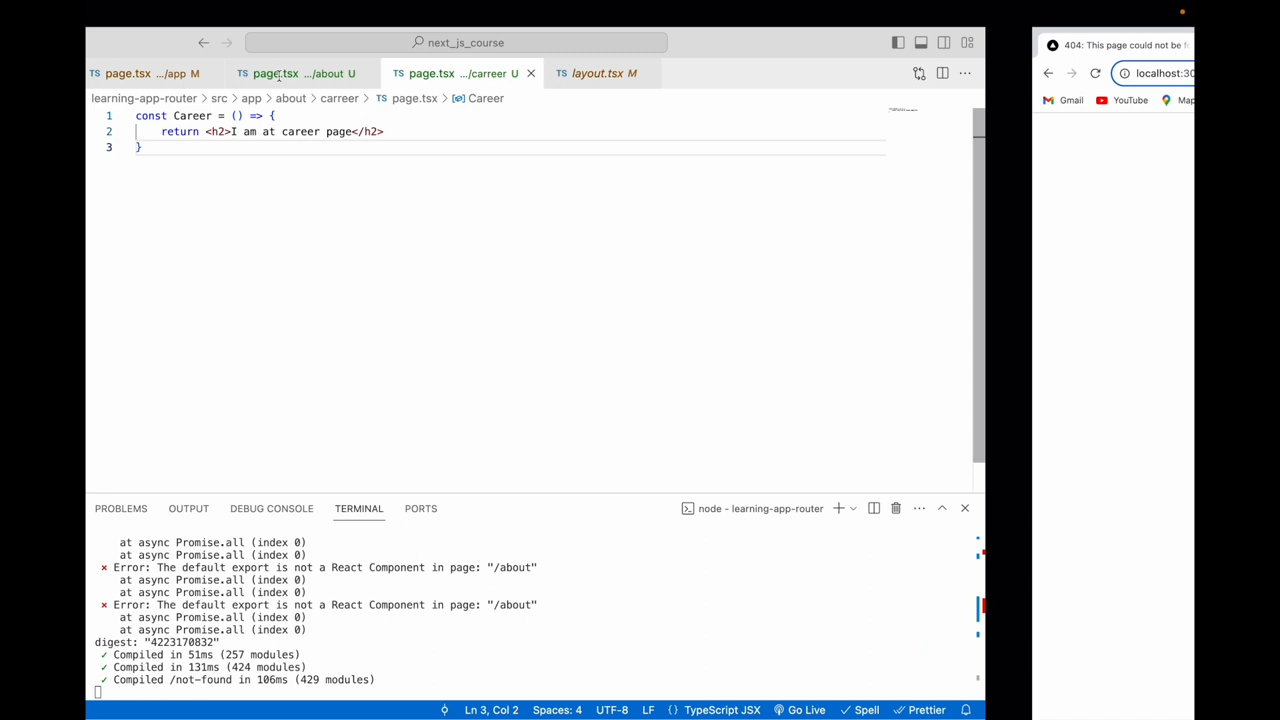 next_js_course
404: This page could not be f
TS page.tsx .../app M
TS page.tsx .../about U
TS page.tsx .../carreer U
TS layout.tsx M
localhost:30
learning-app-router > src > app > about > carreer > TS page.tsx > Career
Gmail YouTube Map
1 const Career = () => {
2 return <h2>I am at career page</h2>
3 }
PROBLEMS OUTPUT DEBUG CONSOLE TERMINAL PORTS
node - learning-app-router
at async Promise.all (index 0)
at async Promise.all (index 0)
× Error: The default export is not a React Component in page: "/about"
at async Promise.all (index 0)
at async Promise.all (index 0)
× Error: The default export is not a React Component in page: "/about"
at async Promise.all (index 0)
at async Promise.all (index 0)
digest: "4223170832"
✓ Compiled in 51ms (257 modules)
✓ Compiled in 131ms (424 modules)
✓ Compiled /not-found in 106ms (429 modules)
Ln 3, Col 2 Spaces: 4 UTF-8 LF {} TypeScript JSX Go Live Spell Prettier